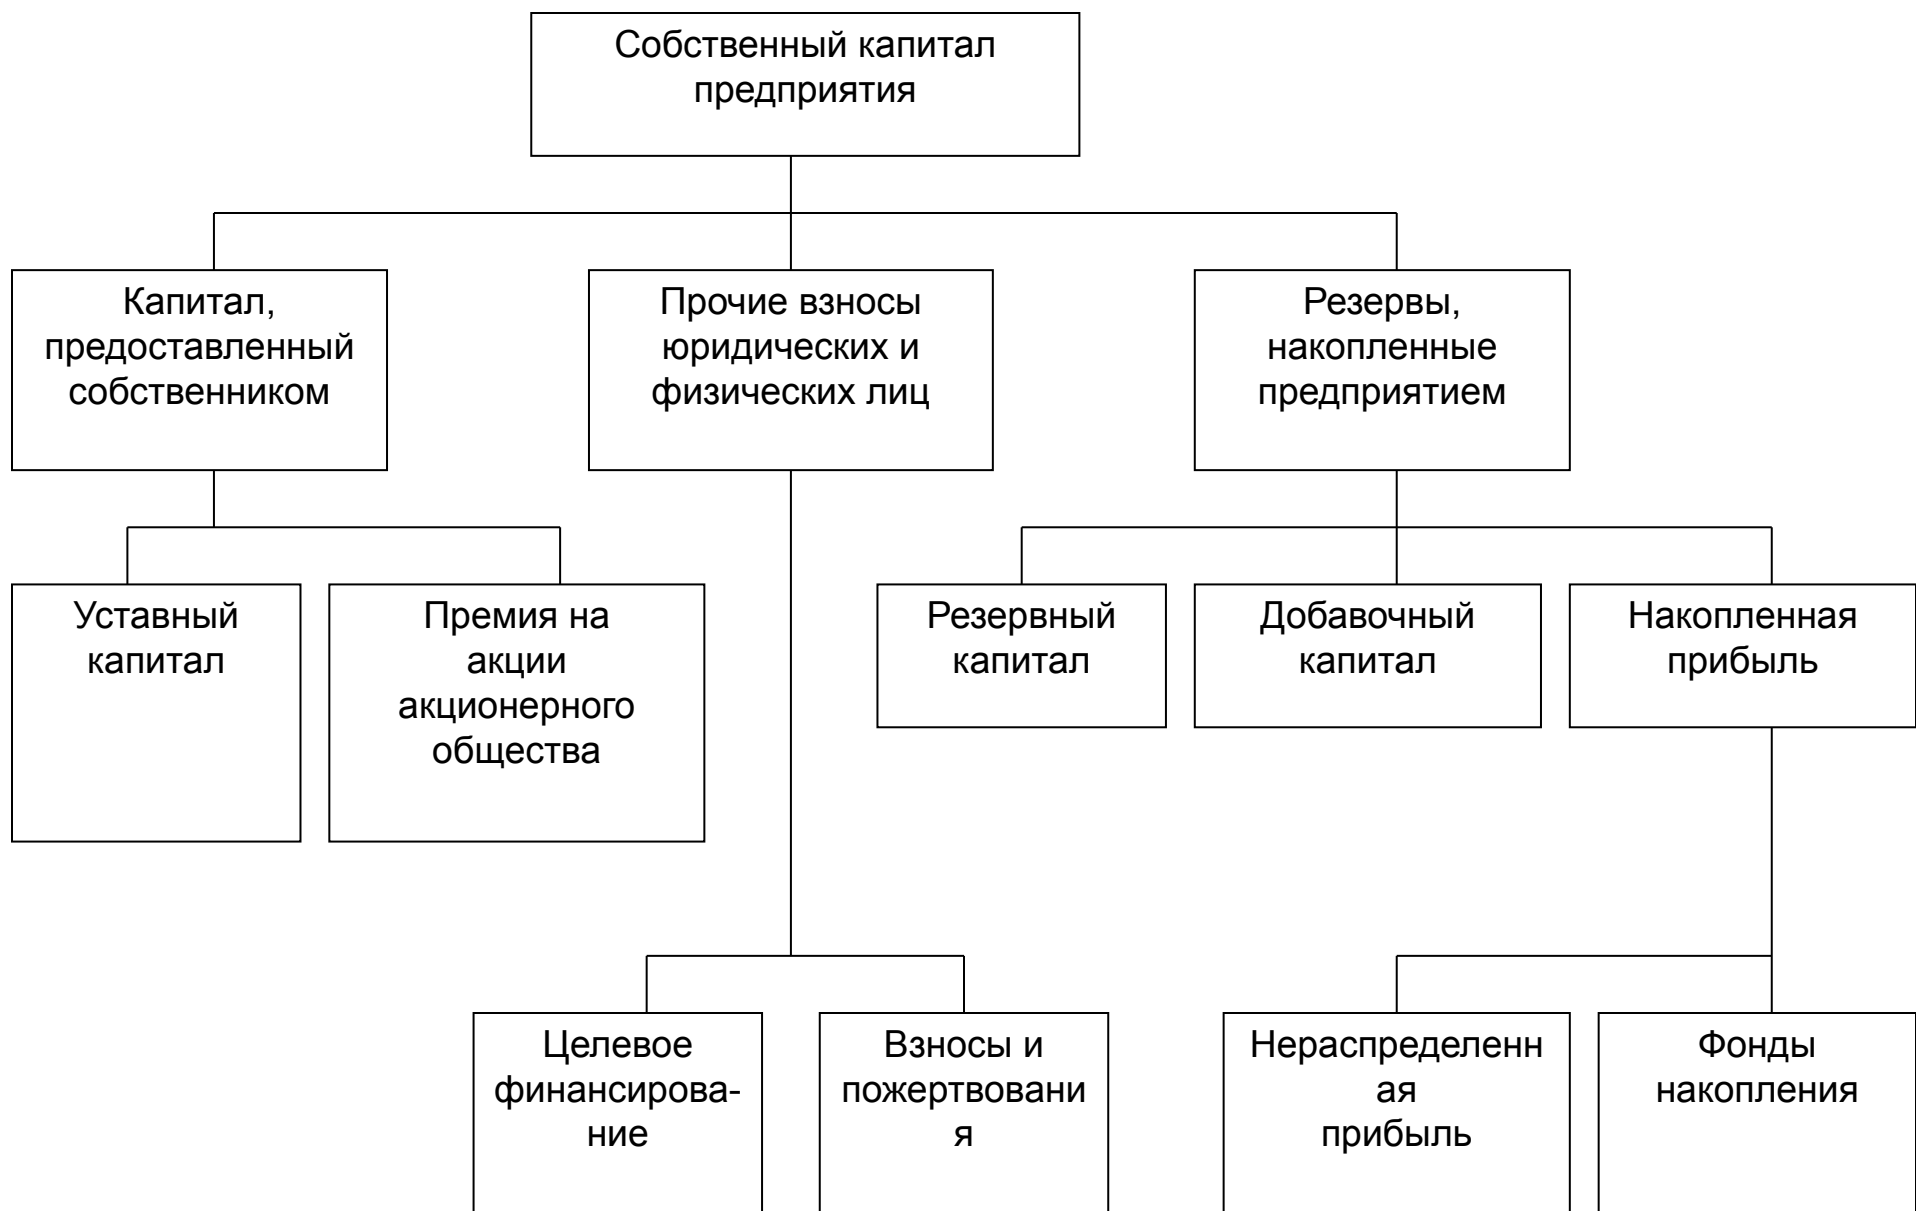 Собственный капитал
предприятия
Капитал,
предоставленный
собственником
Прочие взносы
юридических и
физических лиц
Резервы,
накопленные
предприятием
Уставный
капитал
Премия на
акции
акционерного
общества
Резервный
капитал
Добавочный
капитал
Накопленная
прибыль
Целевое
финансирова-
ние
Взносы и
пожертвовани
я
Нераспределенн
ая
прибыль
Фонды
накопления